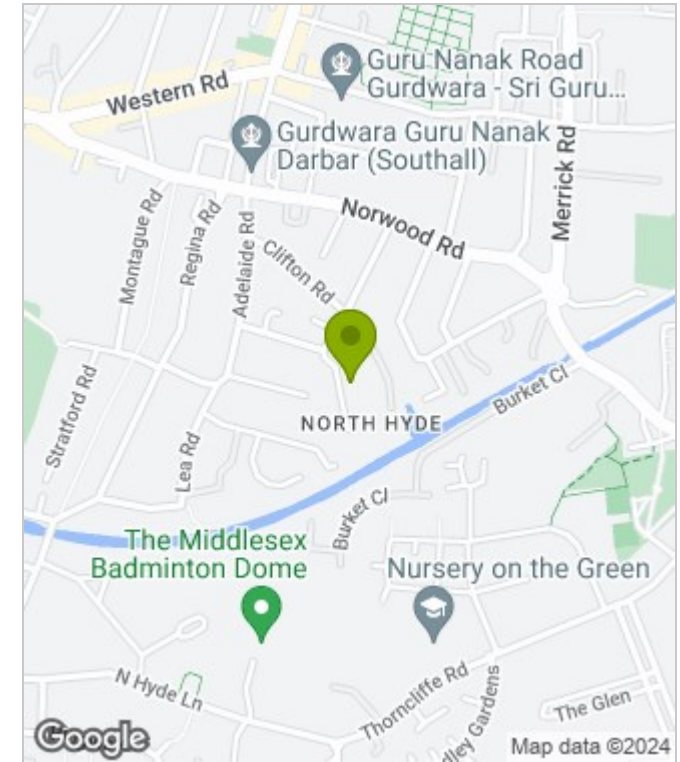 Guru Nanak Road
Gurdwara - Sri Guru...
Western Rd
Gurdwara Guru Nanak
Darbar (Southall)
Merrick Rd
Norwood Rd
Montague Rd
Regina Rd
Adelaide Rd
Clifton Rd
Stratford Rd
Burket Cl
NORTH HYDE
Lea Rd
Burket Cl
The Middlesex
Badminton Dome
Nursery on the Green
N Hyde Ln
Thorncliffe Rd
dley Gardens
The Glen
Google
Map data ©2024